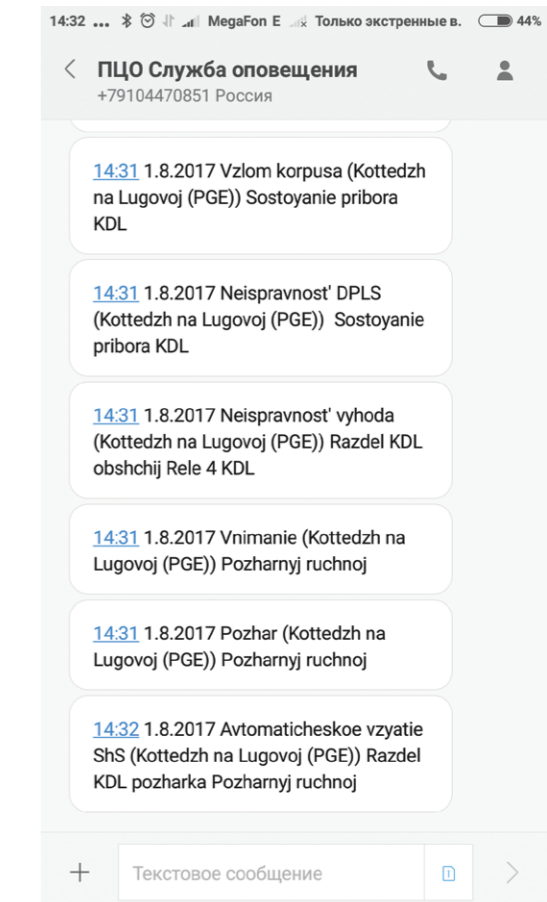 14:32 ... MegaFon E Только экстренные в. 44%
ПЦО Служба оповещения
+79104470851 Россия
14:31 1.8.2017 Vzlom korpusa (Kottedzh
na Lugovoj (PGE)) Sostoyanie pribora
KDL
14:31 1.8.2017 Neispravnost' DPLS
(Kottedzh na Lugovoj (PGE))  Sostoyanie
pribora KDL
14:31 1.8.2017 Neispravnost' vyhoda
(Kottedzh na Lugovoj (PGE)) Razdel KDL
obshchij Rele 4 KDL
14:31 1.8.2017 Vnimanie (Kottedzh na
Lugovoj (PGE)) Pozharnyj ruchnoj
14:31 1.8.2017 Pozhar (Kottedzh na
Lugovoj (PGE)) Pozharnyj ruchnoj
14:32 1.8.2017 Avtomaticheskoe vzyatie
ShS (Kottedzh na Lugovoj (PGE)) Razdel
KDL pozharka Pozharnyj ruchnoj
Текстовое сообщение